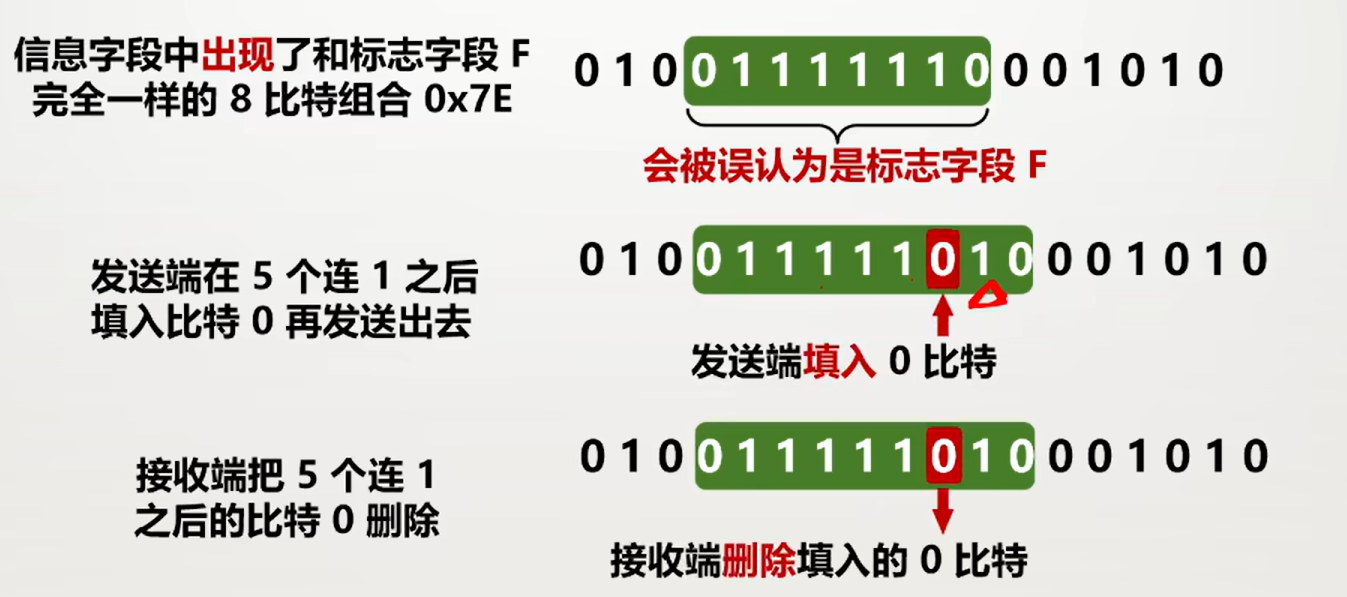 信息字段中出现了和标志字段 F
完全一样的 8 比特组合 0x7E
0 1 0 0 1 1 1 1 1 1 0 0 0 1 0 1 0
会被误认为是标志字段 F
发送端在 5 个连 1 之后
填入比特 0 再发送出去
0 1 0 0 1 1 1 1 1 0 1 0 0 0 1 0 1 0
发送端填入 0 比特
接收端把 5 个连 1
之后的比特 0 删除
0 1 0 0 1 1 1 1 1 0 1 0 0 0 1 0 1 0
接收端删除填入的 0 比特